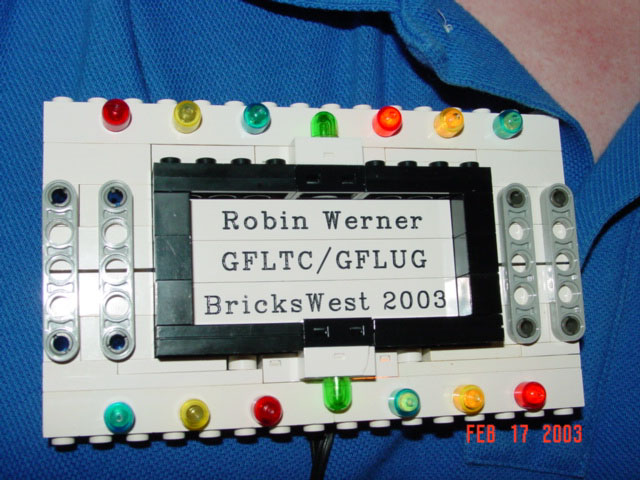 Robin Werner
GFLTC/GFLUG
BricksWest 2003
FEB 17 2003